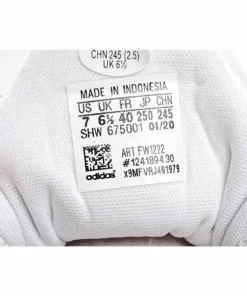 CHN 245 (2.5)
UK 6½
MADE IN INDONESIA
US UK FR JP CHN
7 6½ 40 250 245
SHW 675001 01/20
ART FW1222
#124189430
adidas x9MFVRJ4B1979